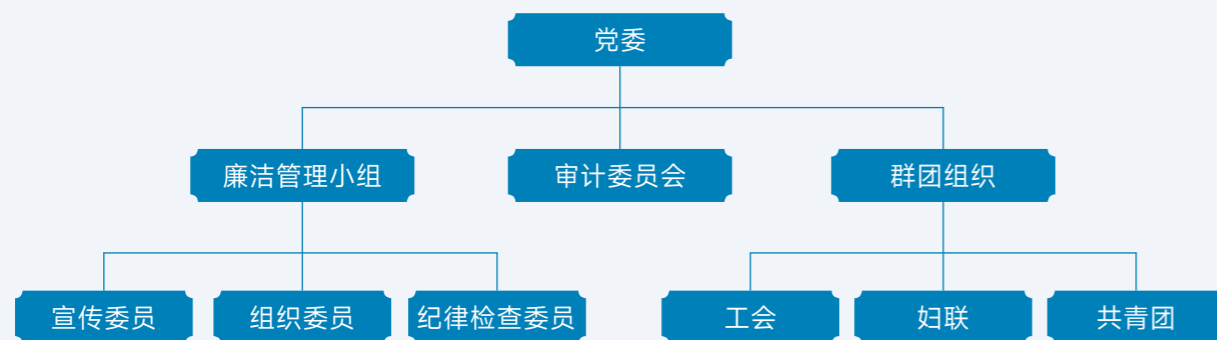 党委
廉洁管理小组
审计委员会
群团组织
宣传委员
组织委员
纪律检查委员
工会
妇联
共青团